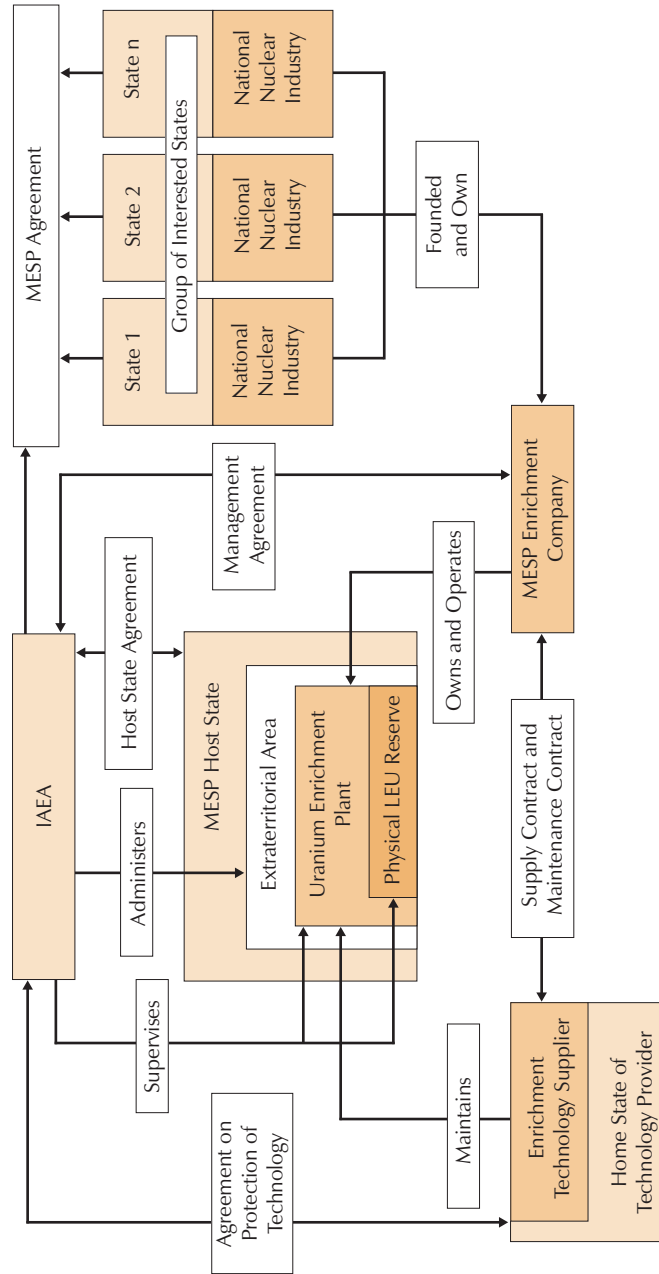 IAEA
MESP Agreement
Agreement on
Protection of
Technology
Supervises
Administers
Host State Agreement
Management
Agreement
State 1
State 2
State n
Group of Interested States
National
Nuclear
Industry
National
Nuclear
Industry
National
Nuclear
Industry
MESP Host State
Extraterritorial Area
Uranium Enrichment
Plant
Physical LEU Reserve
Maintains
Owns and Operates
Founded
and Own
Enrichment
Technology Supplier
Home State of
Technology Provider
Supply Contract and
Maintenance Contract
MESP Enrichment
Company